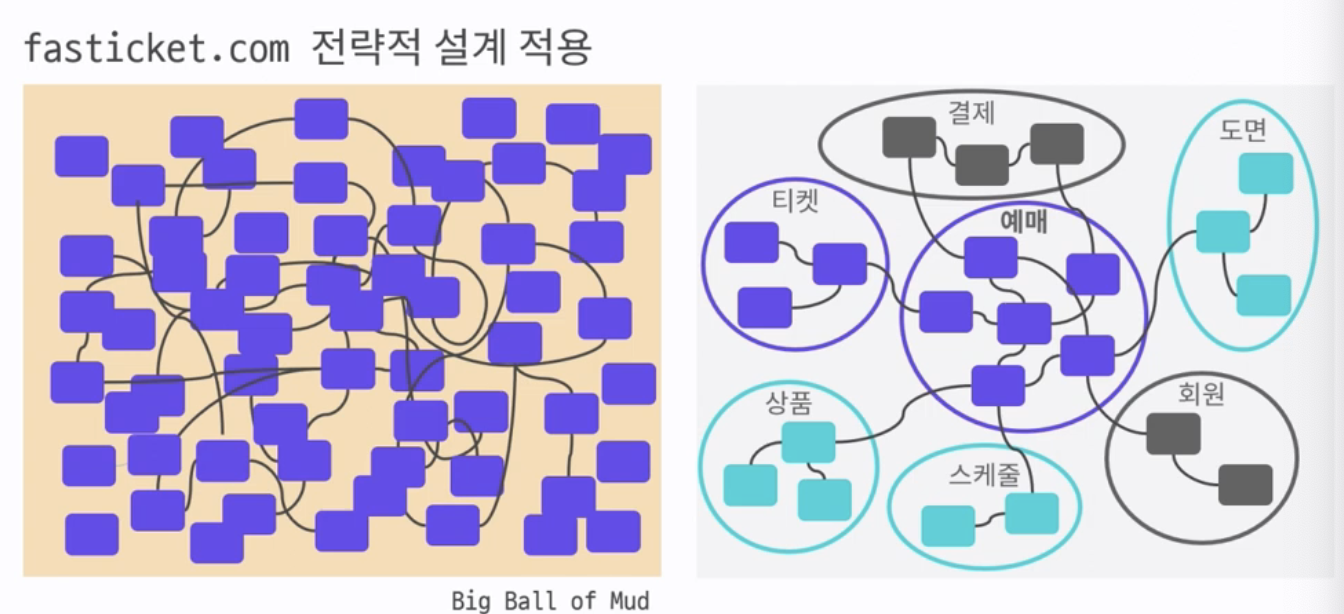 fasticket.com 전략적 설계 적용
결제
도면
티켓
예매
상품
회원
스케줄
Big Ball of Mud